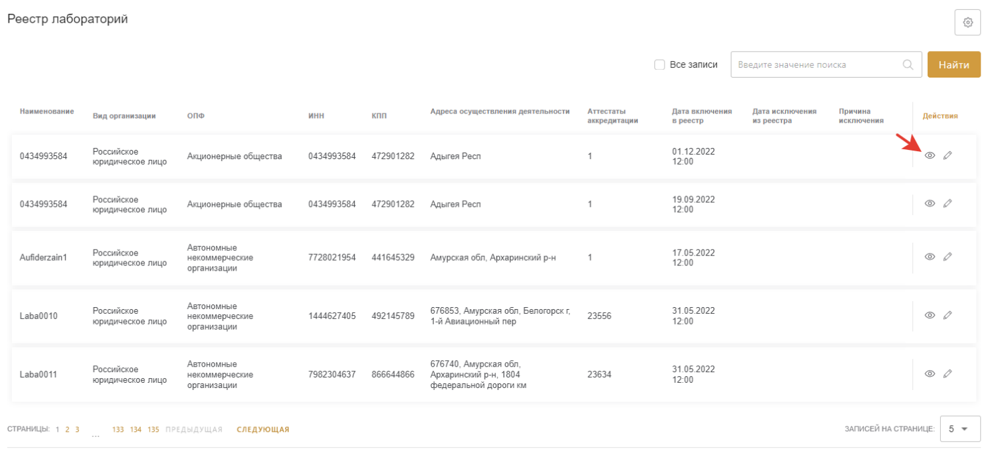 Реестр лабораторий
Все записи Введите значение поиска Найти
Наименование Вид организации ОПФ ИНН КПП Адреса осуществления деятельности Аттестаты аккредитации Дата включения в реестр Дата исключения из реестра Причина исключения Действия
0434993584 Российское юридическое лицо Акционерные общества 0434993584 472901282 Адыгея Респ 1 01.12.2022 12:00
0434993584 Российское юридическое лицо Акционерные общества 0434993584 472901282 Адыгея Респ 1 19.09.2022 12:00
Aufiderzain1 Российское юридическое лицо Автономные некоммерческие организации 7728021954 441645329 Амурская обл, Архаринский р-н 1 17.05.2022 12:00
Laba0010 Российское юридическое лицо Автономные некоммерческие организации 1444627405 492145789 676853, Амурская обл, Белогорск г, 1-й Авиационный пер 23556 31.05.2022 12:00
Laba0011 Российское юридическое лицо Автономные некоммерческие организации 7982304637 866644866 676740, Амурская обл, Архаринский р-н, 1804 федеральной дороги км 23634 31.05.2022 12:00
СТРАНИЦЫ: 1 2 3 ... 133 134 135 ПРЕДЫДУЩАЯ СЛЕДУЮЩАЯ ЗАПИСЕЙ НА СТРАНИЦЕ: 5